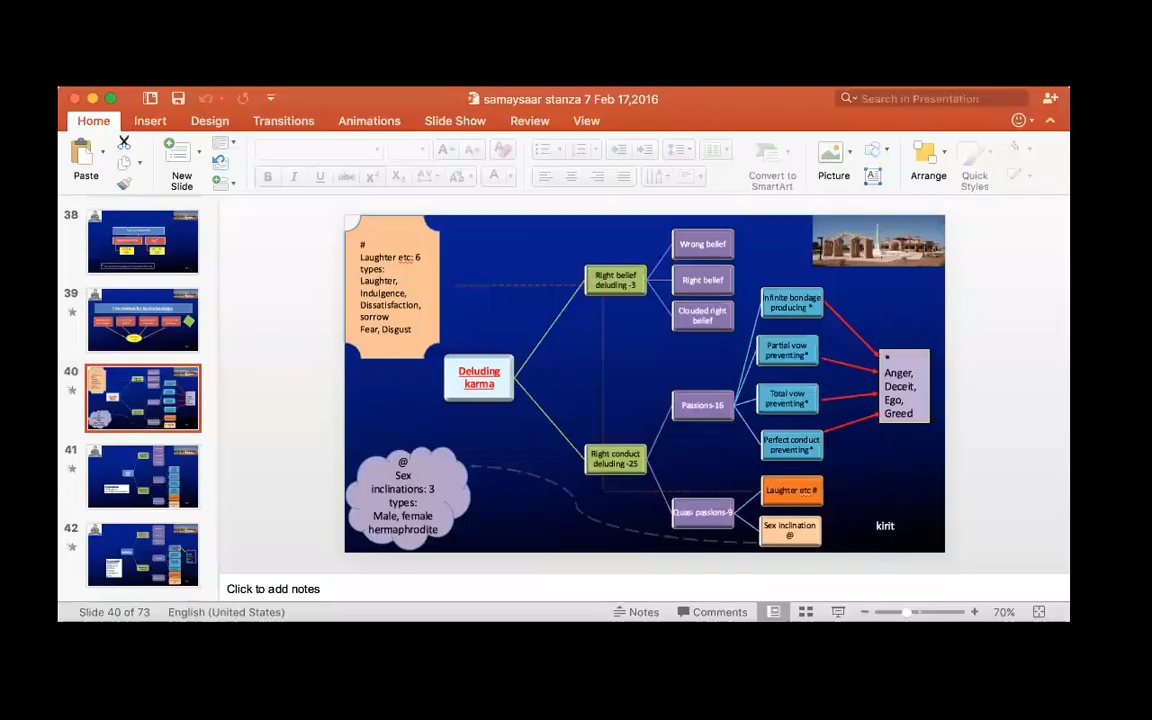 samaysaar stanza 7 Feb 17,2016
Search in Presentation
Home
Insert
Design
Transitions
Animations
Slide Show
Review
View
Paste
New
Slide
Convert to
SmartArt
Picture
Arrange
Quick
Styles
38
39
40
41
42
#
Laughter etc: 6
types:
Laughter,
Indulgence,
Dissatisfaction,
sorrow
Fear, Disgust
Deluding
karma
@
Sex
inclinations: 3
types:
Male, female
hermaphrodite
Right belief
deluding -3
Right conduct
deluding -25
Wrong belief
Right belief
Clouded right
belief
Passions-16
Quasi passions-9
Infinite bondage
producing *
Partial vow
preventing*
Total vow
preventing*
Perfect conduct
preventing*
Laughter etc #
Sex inclination
@
*
Anger,
Deceit,
Ego,
Greed
kirit
Click to add notes
Slide 40 of 73
English (United States)
Notes
Comments
70%